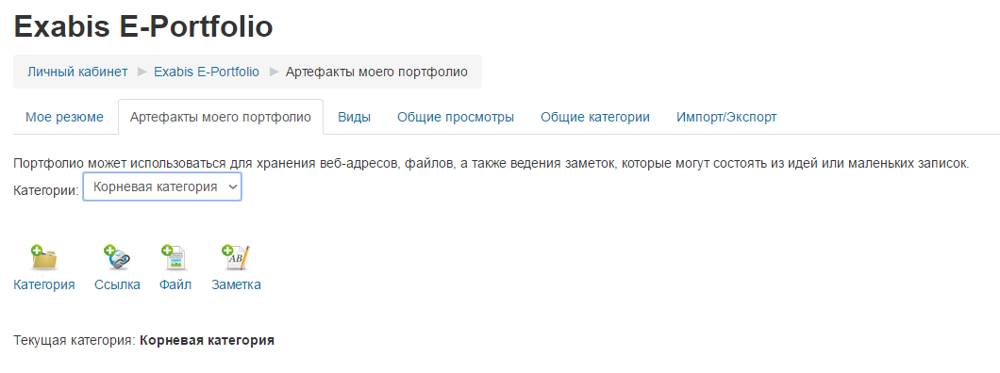 Exabis E-Portfolio
Личный кабинет ► Exabis E-Portfolio ► Артефакты моего портфолио
Мое резюме Артефакты моего портфолио Виды Общие просмотры Общие категории Импорт/Экспорт
Портфолио может использоваться для хранения веб-адресов, файлов, а также ведения заметок, которые могут состоять из идей или маленьких записок.
Категории: Корневая категория
Категория Ссылка Файл Заметка
Текущая категория: Корневая категория